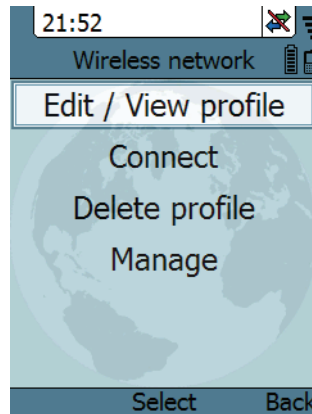 21:52
Wireless network
Edit / View profile
Connect
Delete profile
Manage
Select Back